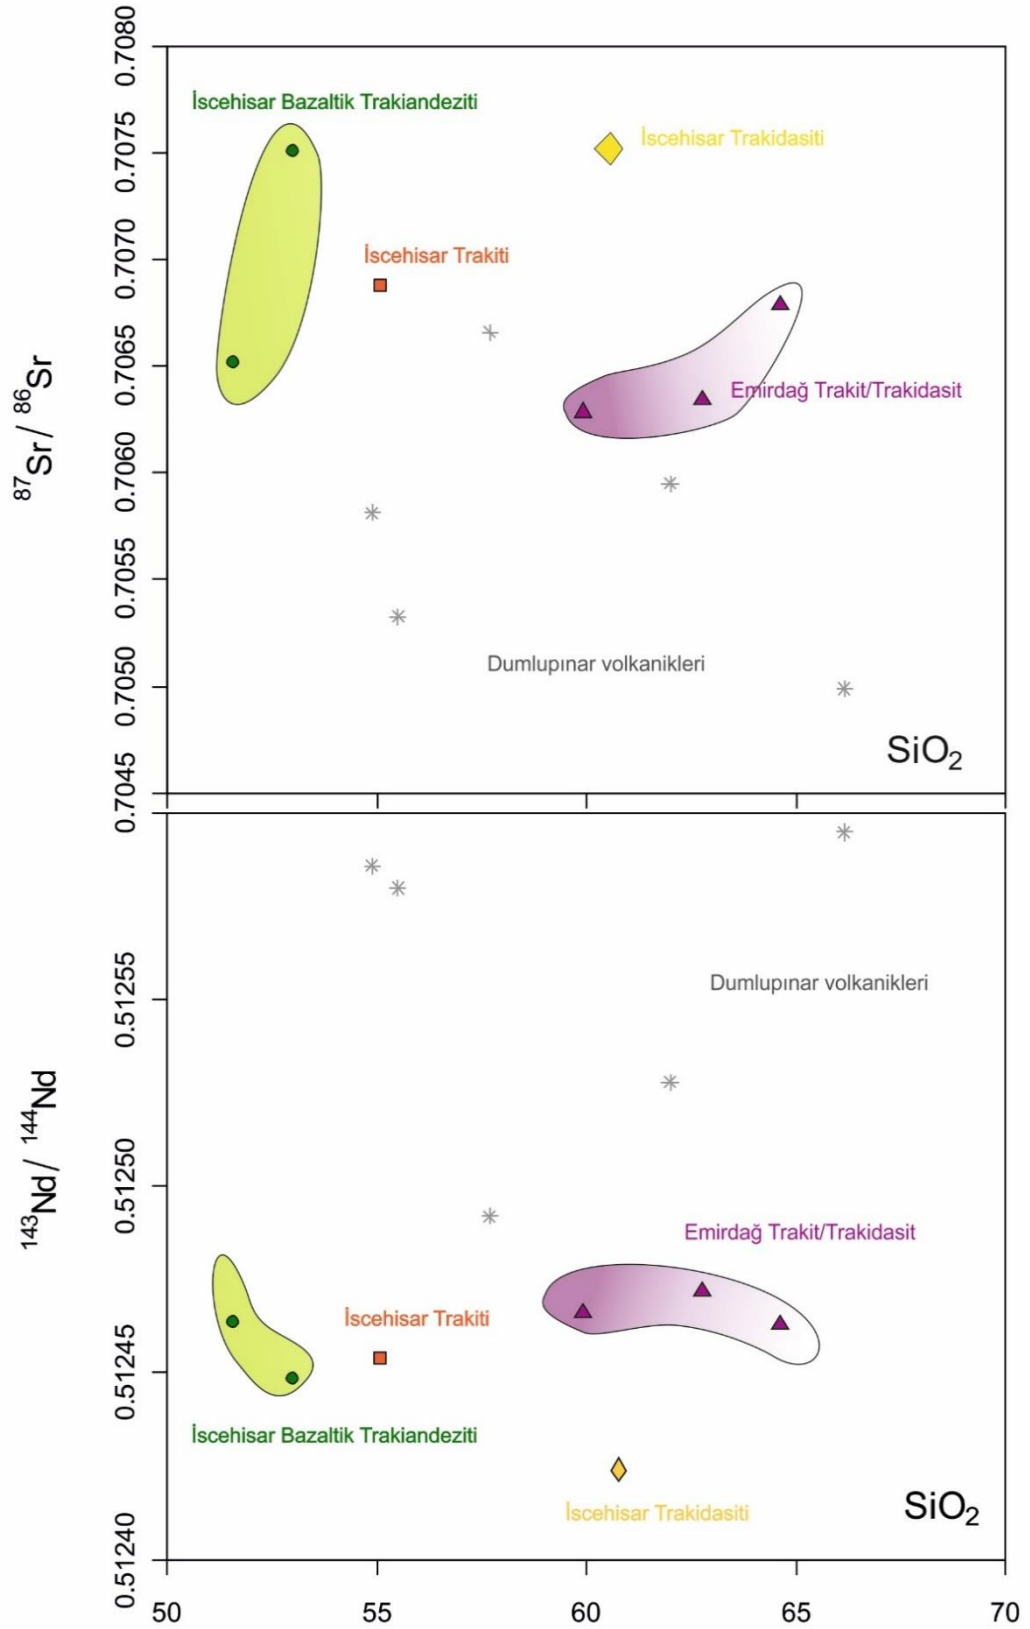 0.7080
İscehisar Bazaltik Trakiandeziti
İscehisar Trakidasiti
0.7075
0.7070
İscehisar Trakiti
0.7065
Emirdağ Trakit/Trakidasit
87Sr/ 86Sr
0.7060
0.7055
Dumlupınar volkanikleri
0.7050
SiO2
0.7045
Dumlupınar volkanikleri
0.51255
143Nd/ 144Nd
0.51250
Emirdağ Trakit/Trakidasit
İscehisar Trakiti
0.51245
İscehisar Bazaltik Trakiandeziti
İscehisar Trakidasiti
SiO2
0.51240
50 55 60 65 70